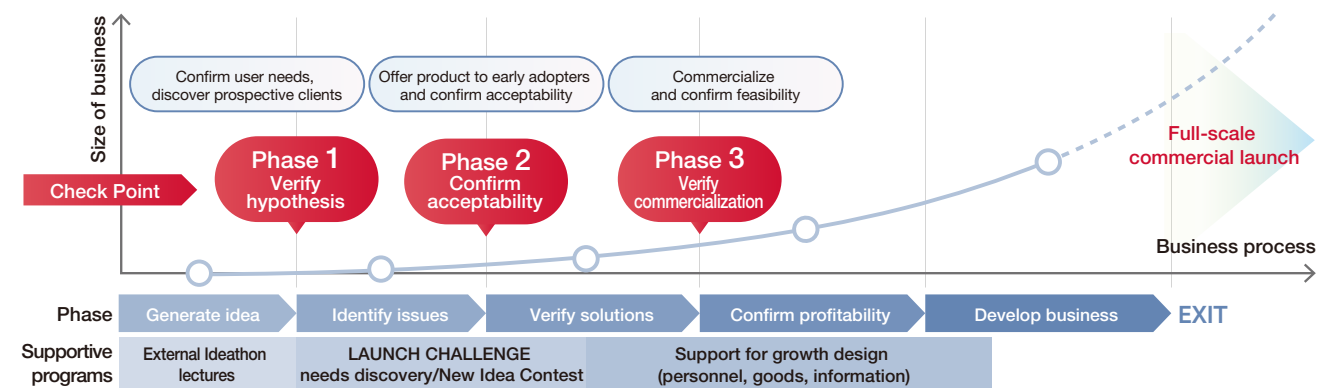 Size of business
Confirm user needs,
discover prospective clients
Offer product to early adopters
and confirm acceptability
Commercialize
and confirm feasibility
Check Point
Phase 1
Verify
hypothesis
Phase 2
Confirm
acceptability
Phase 3
Verify
commercialization
Full-scale
commercial launch
Business process
Phase
Generate idea
Identify issues
Verify solutions
Confirm profitability
Develop business
EXIT
Supportive
programs
External Ideathon
lectures
LAUNCH CHALLENGE
needs discovery/New Idea Contest
Support for growth design
(personnel, goods, information)